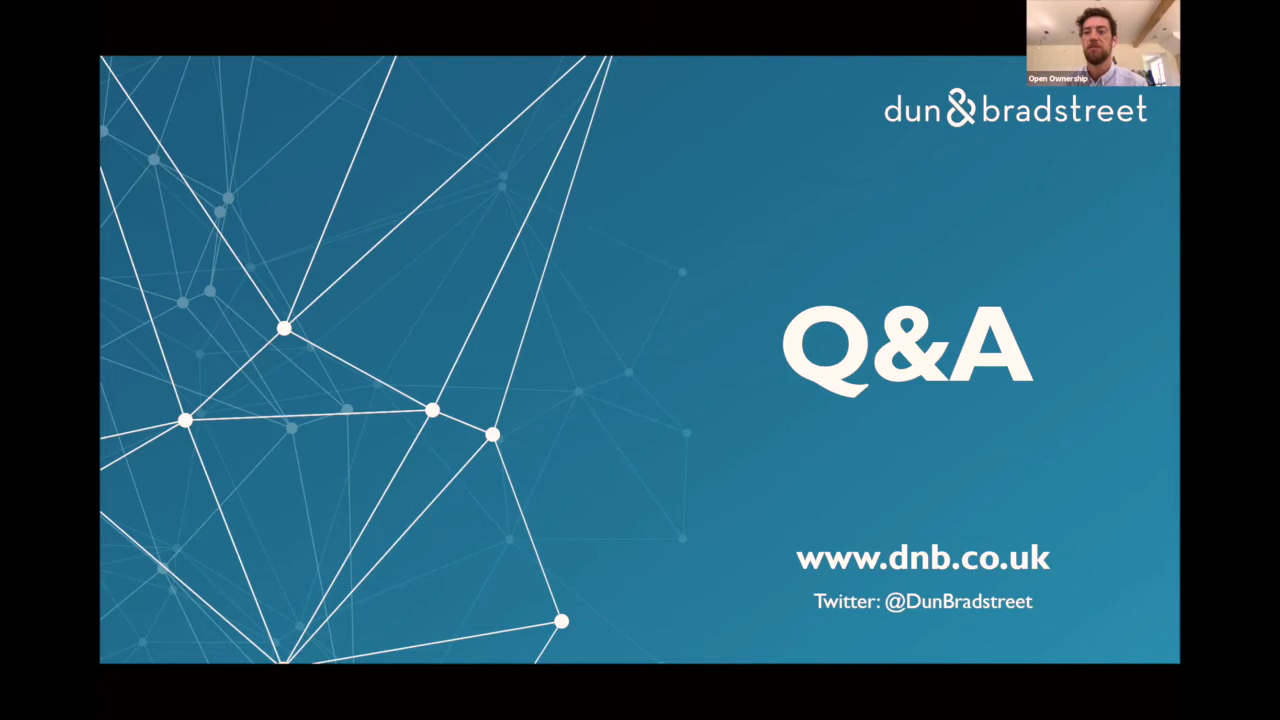 Open Ownership
dun & bradstreet
Q&A
www.dnb.co.uk
Twitter: @DunBradstreet